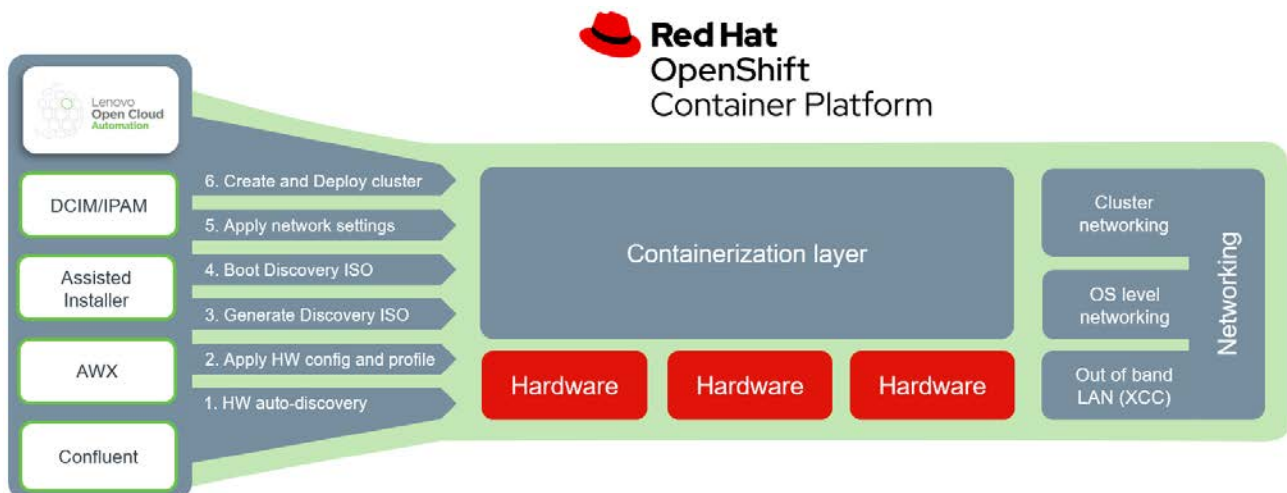 Red Hat
OpenShift
Container Platform
Lenovo
Open Cloud
Automation
DCIM/IPAM
Assisted
Installer
AWX
Confluent
6. Create and Deploy cluster
5. Apply network settings
4. Boot Discovery ISO
3. Generate Discovery ISO
2. Apply HW config and profile
1. HW auto-discovery
Containerization layer
Hardware
Hardware
Hardware
Cluster
networking
OS level
networking
Out of band
LAN (XCC)
Networking